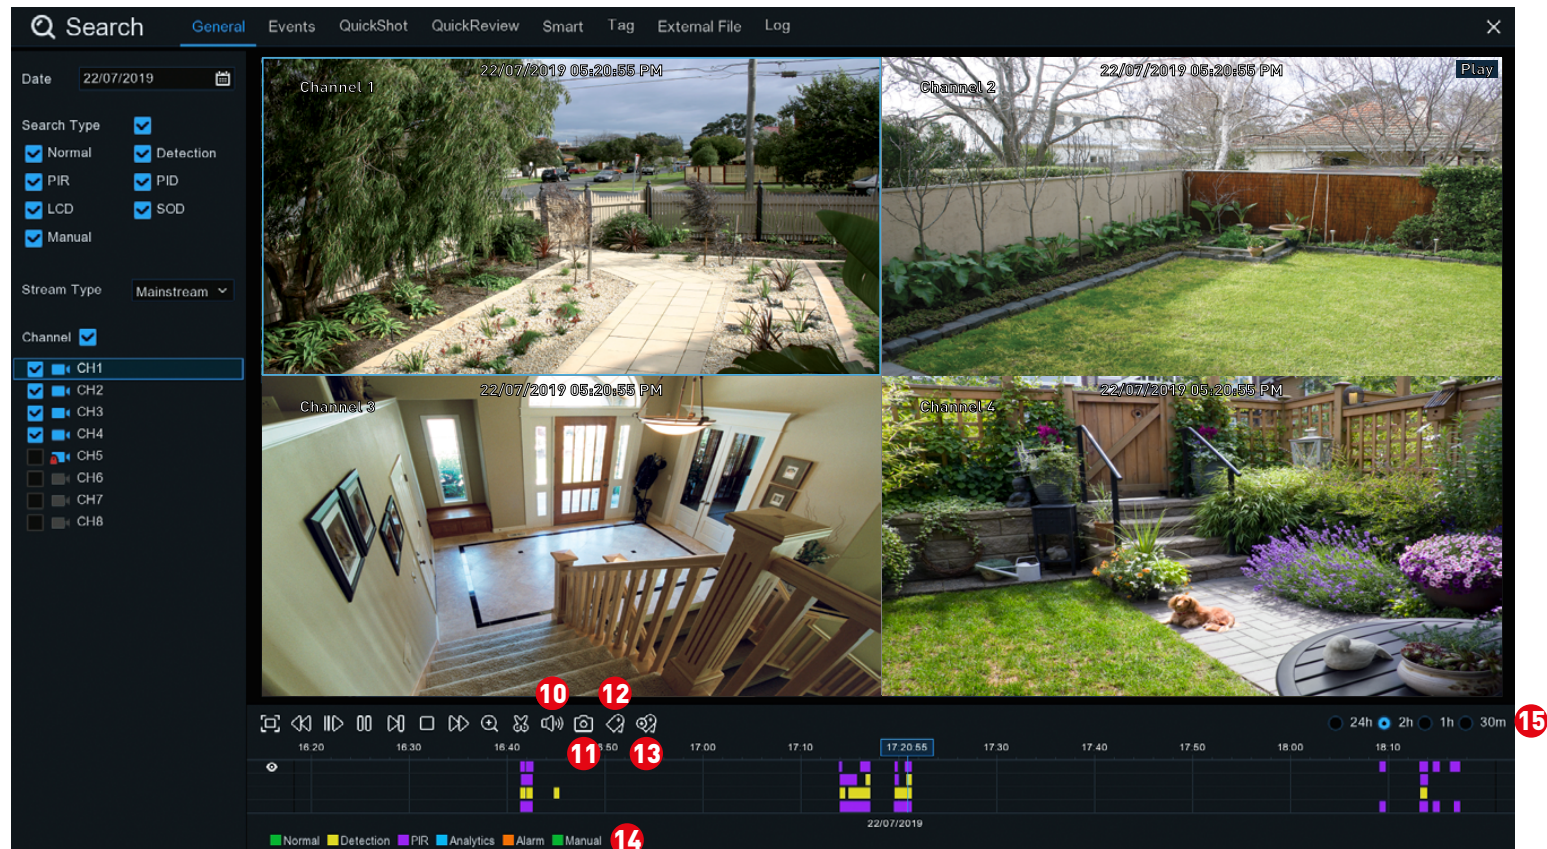 Search General Events QuickShot QuickReview Smart Tag External File Log
Date 22/07/2019
Search Type
Normal Detection
PIR PID
LCD SOD
Manual
Stream Type Mainstream
Channel
CH1
CH2
CH3
CH4
CH5
CH6
CH7
CH8
22/07/2019 05:20:55 PM
Channel 1
22/07/2019 05:20:55 PM Play
Channel 2
22/07/2019 05:20:55 PM
Channel 3
22/07/2019 05:20:55 PM
Channel 4
10 12
24h 2h 1h 30m 15
11 13
16:20 16:30 16:40 :50 17:00 17:10 17:20:55 17:30 17:40 17:50 18:00 18:10
22/07/2019
Normal Detection PIR Analytics Alarm Manual 14